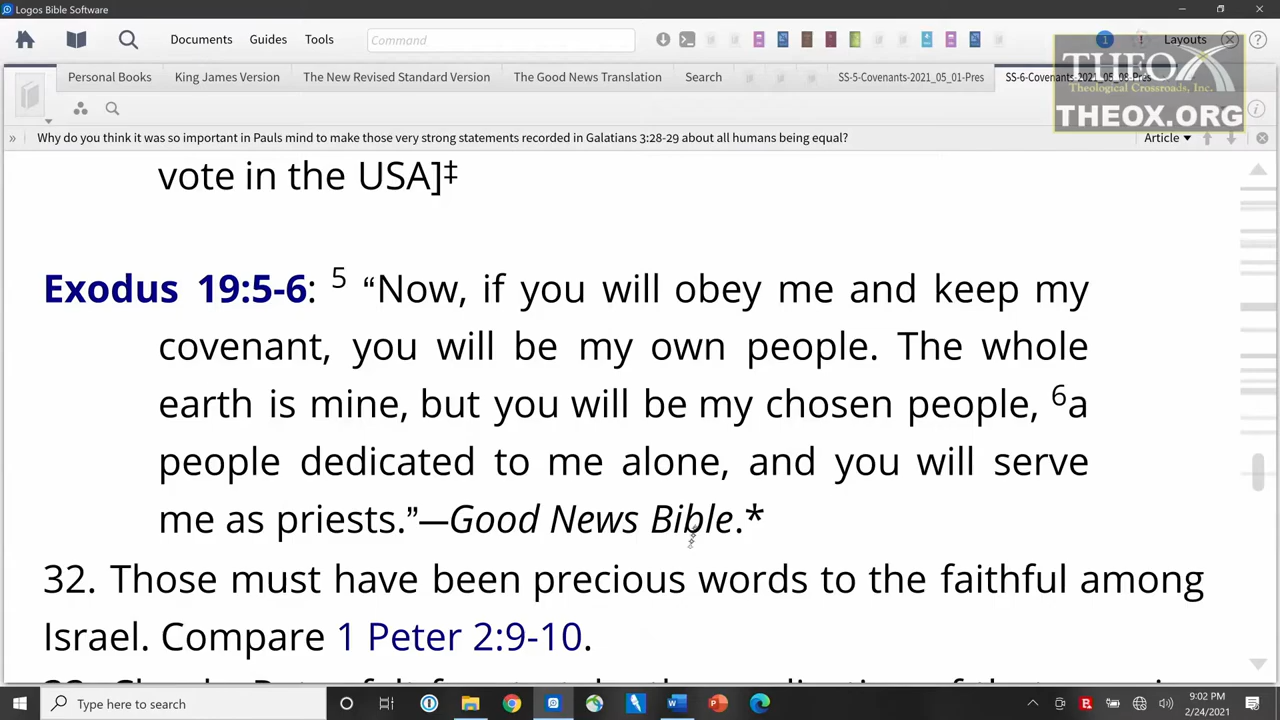 Logos Bible Software
Documents Guides Tools Command 1 Layouts
Personal Books King James Version The New Revised Standard Version The Good News Translation Search SS-5-Covenants-2021_05_01-Pres SS-6-Covenants-2021_05_08-Pres
THEOX
Theological Crossroads, Inc.
THEOX.ORG
» Why do you think it was so important in Pauls mind to make those very strong statements recorded in Galatians 3:28-29 about all humans being equal? Article
vote in the USA]‡
Exodus 19:5-6: 5 “Now, if you will obey me and keep my
covenant, you will be my own people. The whole
earth is mine, but you will be my chosen people, 6a
people dedicated to me alone, and you will serve
me as priests.”—Good News Bible.*
32. Those must have been precious words to the faithful among
Israel. Compare 1 Peter 2:9-10.
Type here to search
9:02 PM
2/24/2021